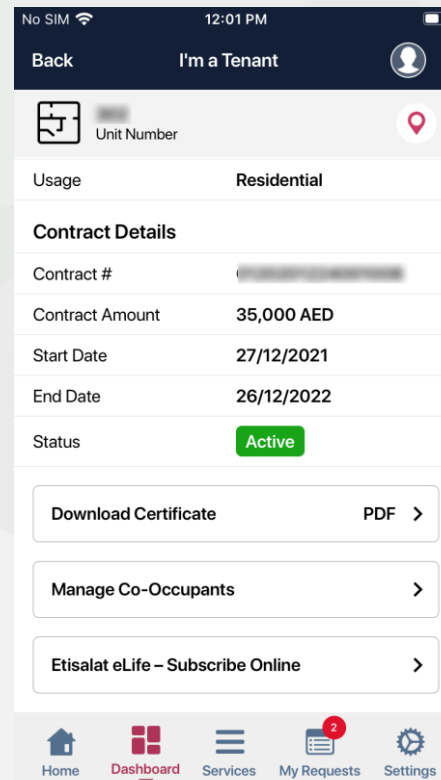 No SIM 12:01 PM
Back I'm a Tenant
Unit Number
Usage Residential
Contract Details
Contract #
Contract Amount 35,000 AED
Start Date 27/12/2021
End Date 26/12/2022
Status Active
Download Certificate PDF
Manage Co-Occupants
Etisalat eLife – Subscribe Online
2
Home Dashboard Services My Requests Settings